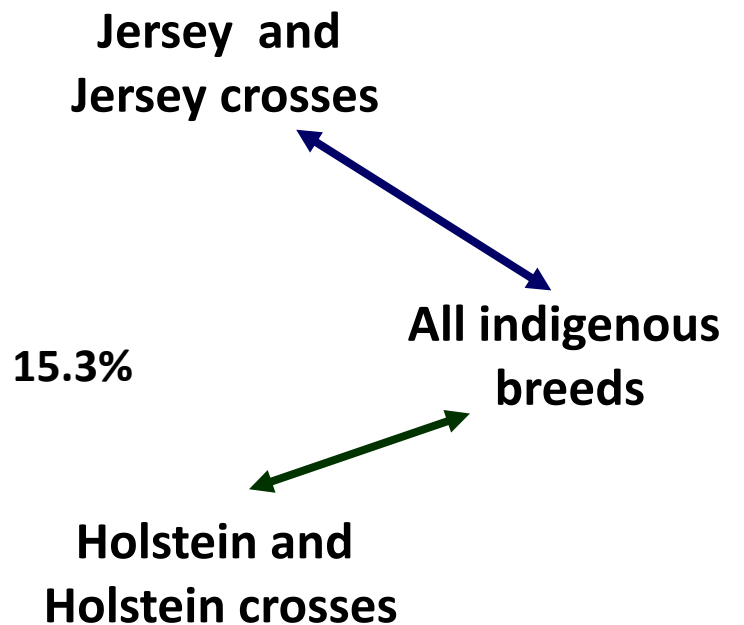 Jersey and
Jersey crosses
All indigenous
breeds
15.3%
Holstein and
Holstein crosses